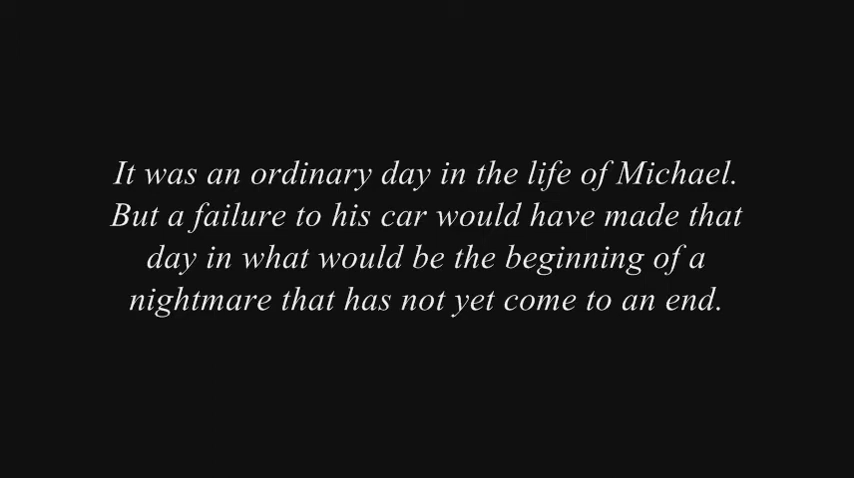 It was an ordinary day in the life of Michael.
But a failure to his car would have made that
day in what would be the beginning of a
nightmare that has not yet come to an end.